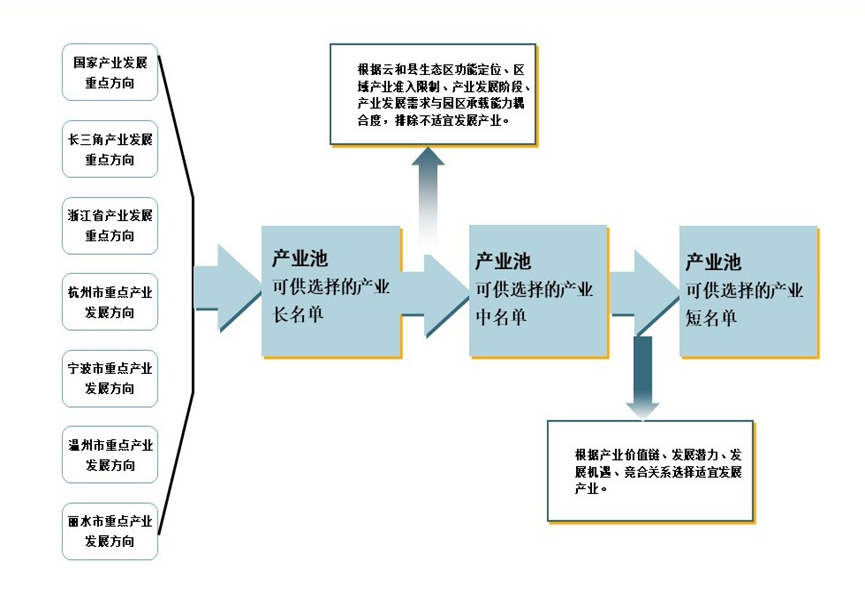 国家产业发展
重点方向
长三角产业发展
重点方向
浙江省产业发展
重点方向
杭州市重点产业
发展方向
宁波市重点产业
发展方向
温州市重点产业
发展方向
丽水市重点产业
发展方向
根据云和县生态区功能定位、区
域产业准入限制、产业发展阶段、
产业发展需求与园区承载能力耦
合度，排除不适宜发展产业。
产业池
可供选择的产业
长名单
产业池
可供选择的产业
中名单
产业池
可供选择的产业
短名单
根据产业价值链、发展潜力、发
展机遇、竞合关系选择适宜发展
产业。